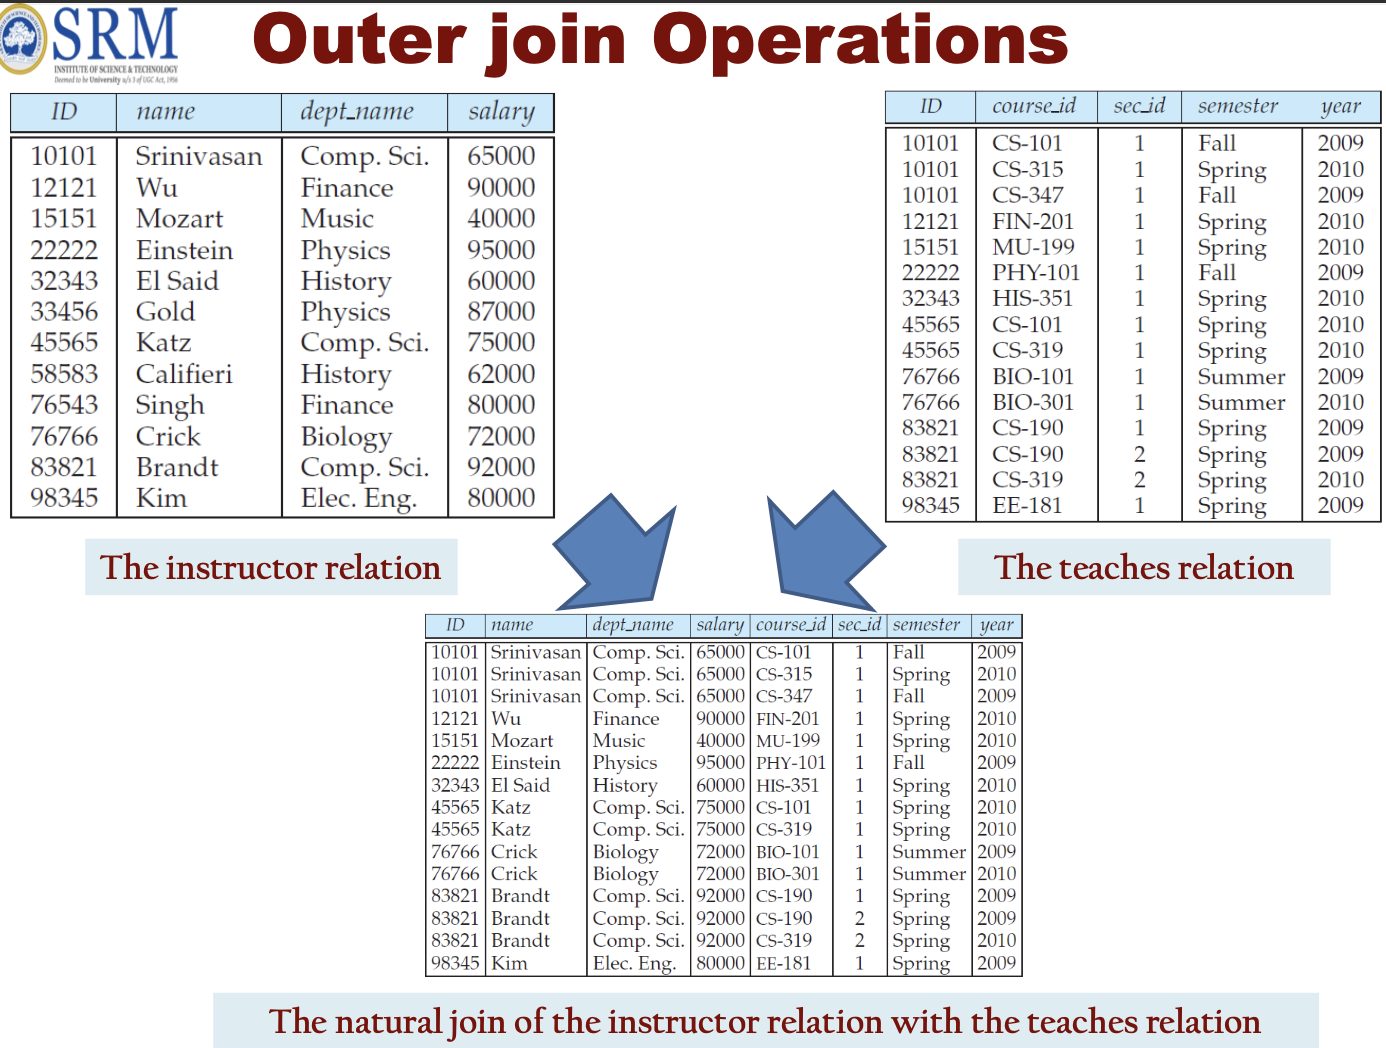 SRM
INSTITUTE OF SCIENCE & TECHNOLOGY
Deemed to be University u/s 3 of UGC Act, 1956
Outer join Operations
ID name dept_name salary
10101 Srinivasan Comp. Sci. 65000
12121 Wu Finance 90000
15151 Mozart Music 40000
22222 Einstein Physics 95000
32343 El Said History 60000
33456 Gold Physics 87000
45565 Katz Comp. Sci. 75000
58583 Califieri History 62000
76543 Singh Finance 80000
76766 Crick Biology 72000
83821 Brandt Comp. Sci. 92000
98345 Kim Elec. Eng. 80000
The instructor relation
ID course_id sec_id semester year
10101 CS-101 1 Fall 2009
10101 CS-315 1 Spring 2010
10101 CS-347 1 Fall 2009
12121 FIN-201 1 Spring 2010
15151 MU-199 1 Spring 2010
22222 PHY-101 1 Fall 2009
32343 HIS-351 1 Spring 2010
45565 CS-101 1 Spring 2010
45565 CS-319 1 Spring 2010
76766 BIO-101 1 Summer 2009
76766 BIO-301 1 Summer 2010
83821 CS-190 1 Spring 2009
83821 CS-190 2 Spring 2009
83821 CS-319 2 Spring 2010
98345 EE-181 1 Spring 2009
The teaches relation
ID name dept_name salary course_id sec_id semester year
10101 Srinivasan Comp. Sci. 65000 CS-101 1 Fall 2009
10101 Srinivasan Comp. Sci. 65000 CS-315 1 Spring 2010
10101 Srinivasan Comp. Sci. 65000 CS-347 1 Fall 2009
12121 Wu Finance 90000 FIN-201 1 Spring 2010
15151 Mozart Music 40000 MU-199 1 Spring 2010
22222 Einstein Physics 95000 PHY-101 1 Fall 2009
32343 El Said History 60000 HIS-351 1 Spring 2010
45565 Katz Comp. Sci. 75000 CS-101 1 Spring 2010
45565 Katz Comp. Sci. 75000 CS-319 1 Spring 2010
76766 Crick Biology 72000 BIO-101 1 Summer 2009
76766 Crick Biology 72000 BIO-301 1 Summer 2010
83821 Brandt Comp. Sci. 92000 CS-190 1 Spring 2009
83821 Brandt Comp. Sci. 92000 CS-190 2 Spring 2009
83821 Brandt Comp. Sci. 92000 CS-319 2 Spring 2010
98345 Kim Elec. Eng. 80000 EE-181 1 Spring 2009
The natural join of the instructor relation with the teaches relation